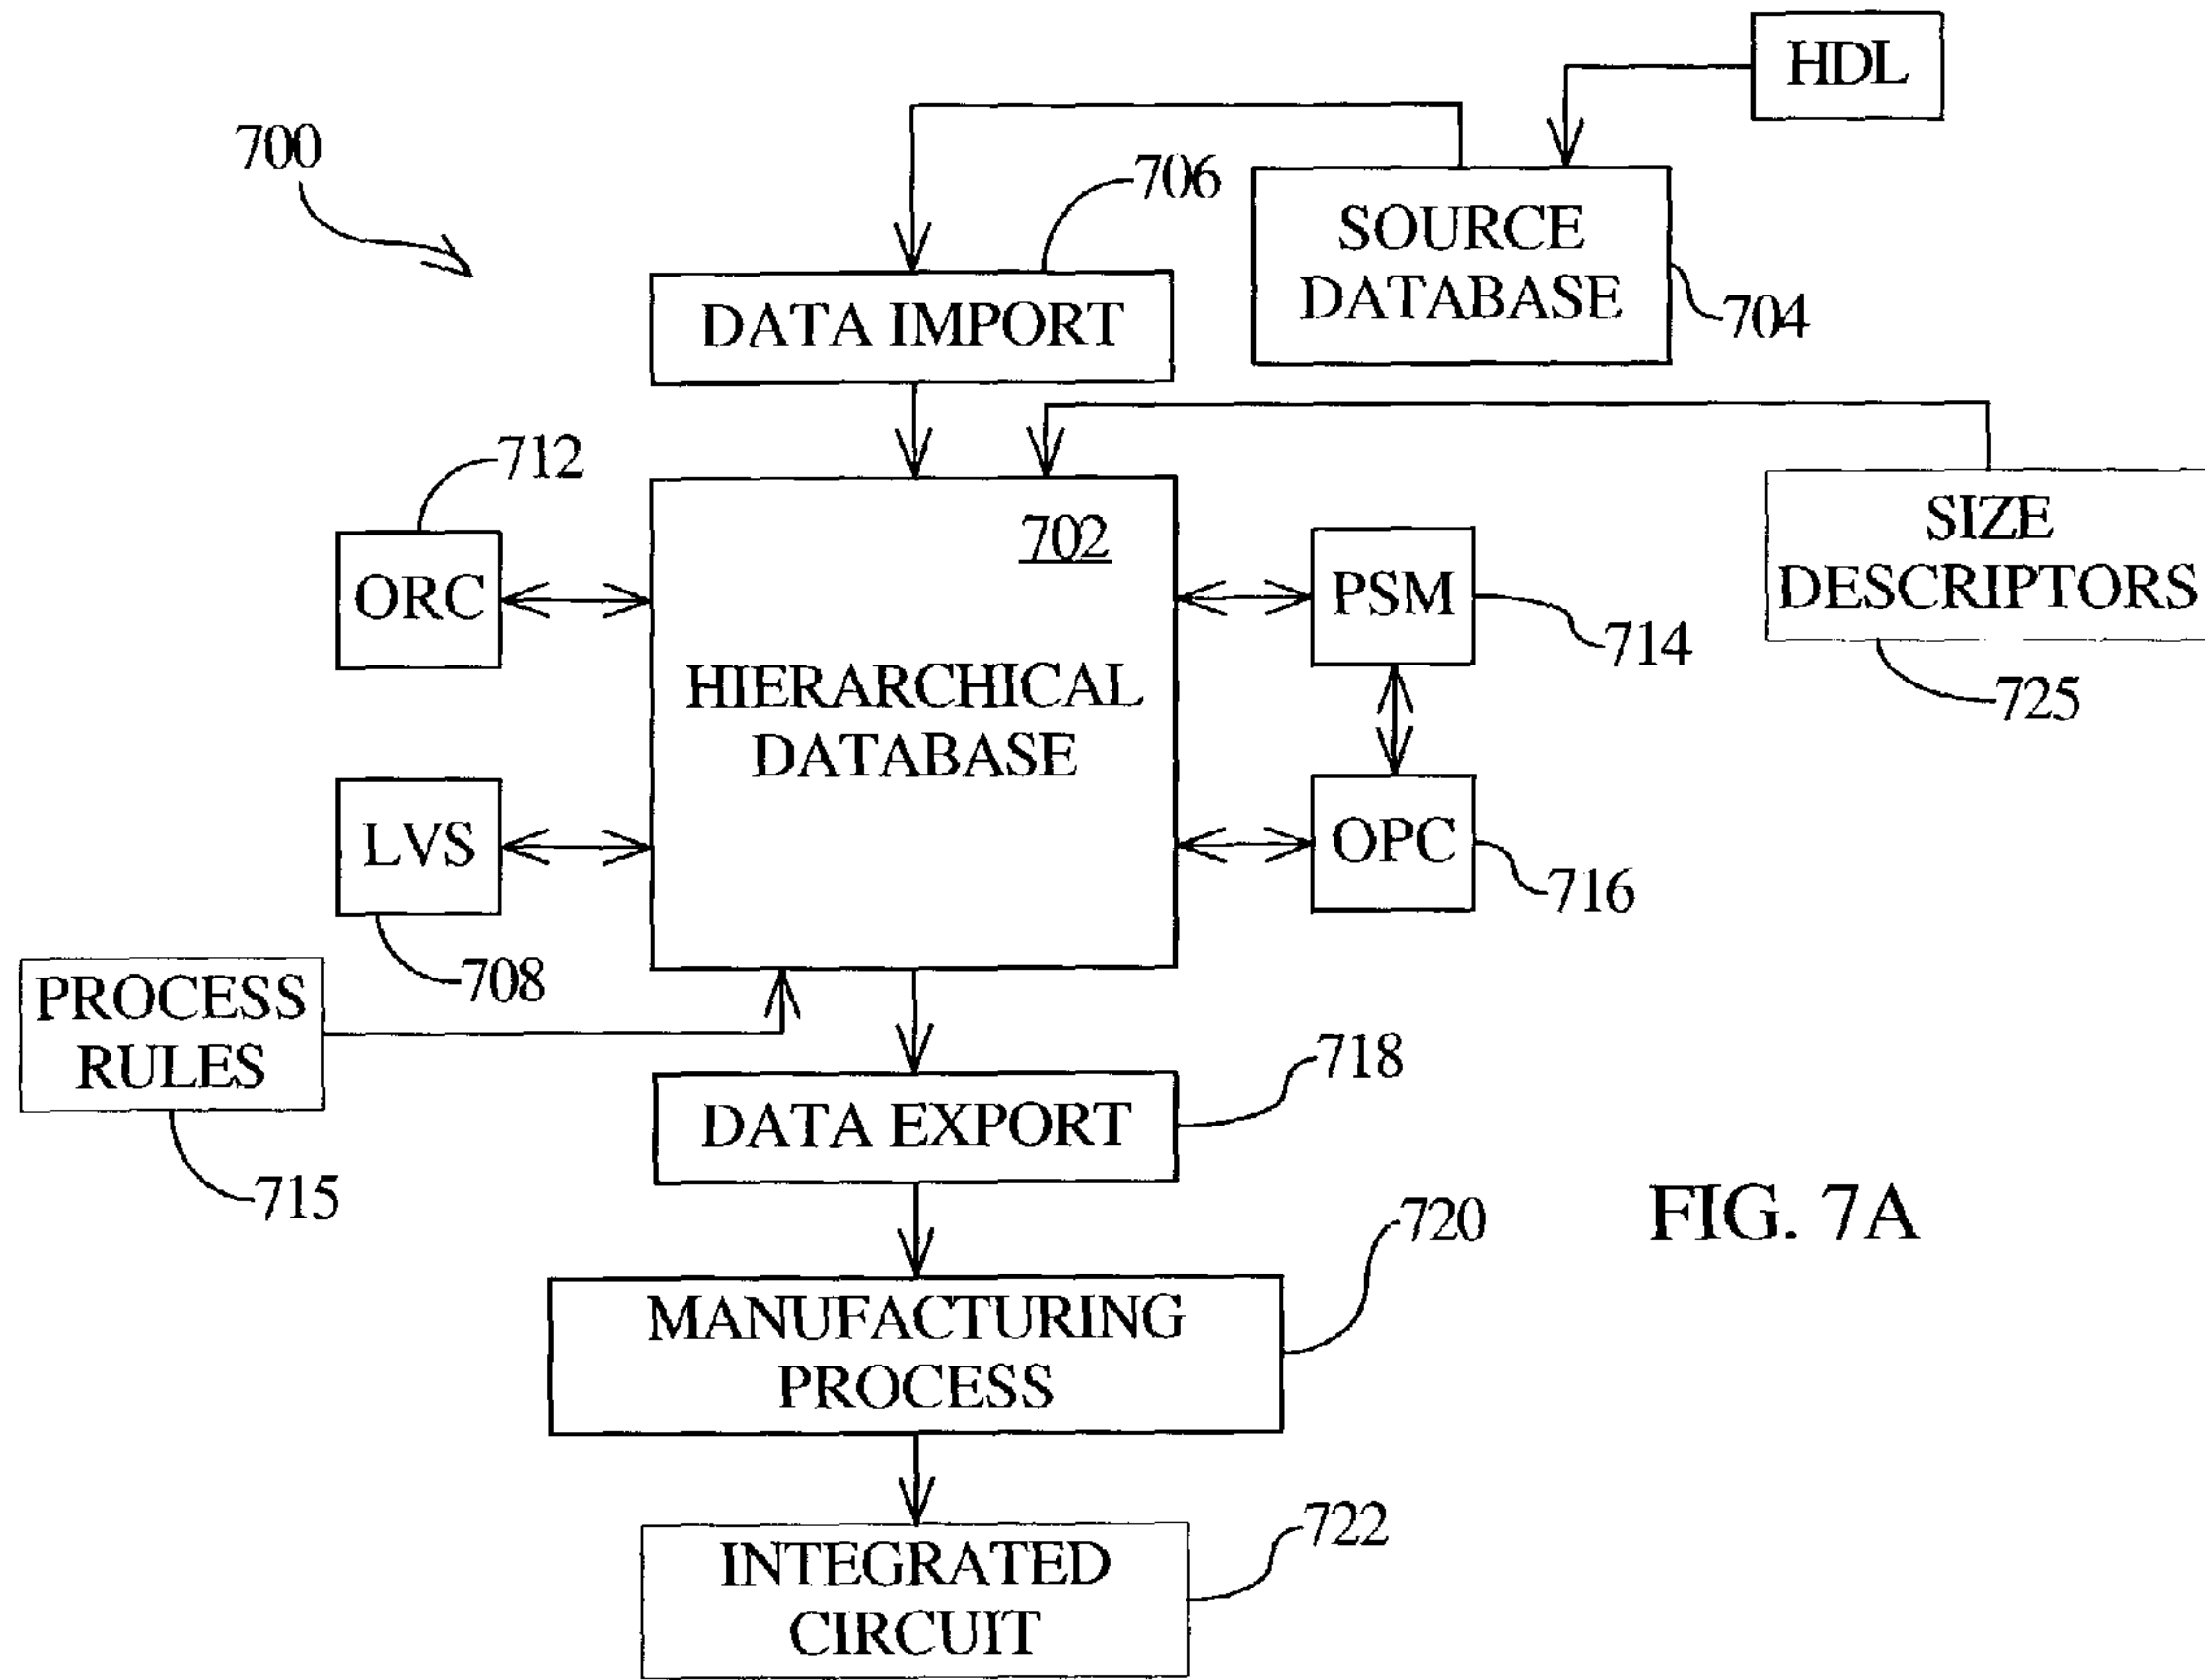 HDL
700
706
SOURCE
DATABASE
704
DATA IMPORT
712
702
SIZE
DESCRIPTORS
725
ORC
PSM
714
HIERARCHICAL
DATABASE
LVS
708
OPC
716
PROCESS
RULES
715
718
DATA EXPORT
720
FIG. 7A
MANUFACTURING
PROCESS
722
INTEGRATED
CIRCUIT